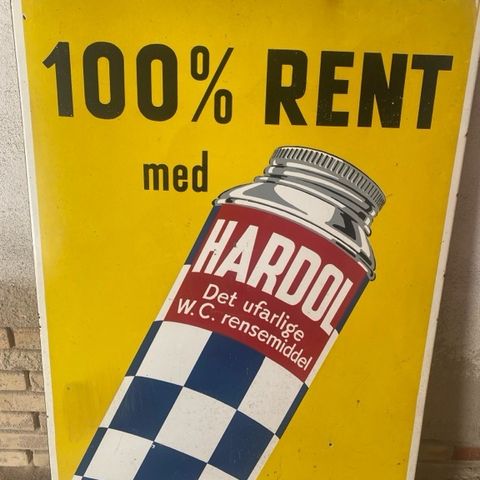 100% RENT
med
HARDOL
Det ufarlige
W.C. rensemiddel